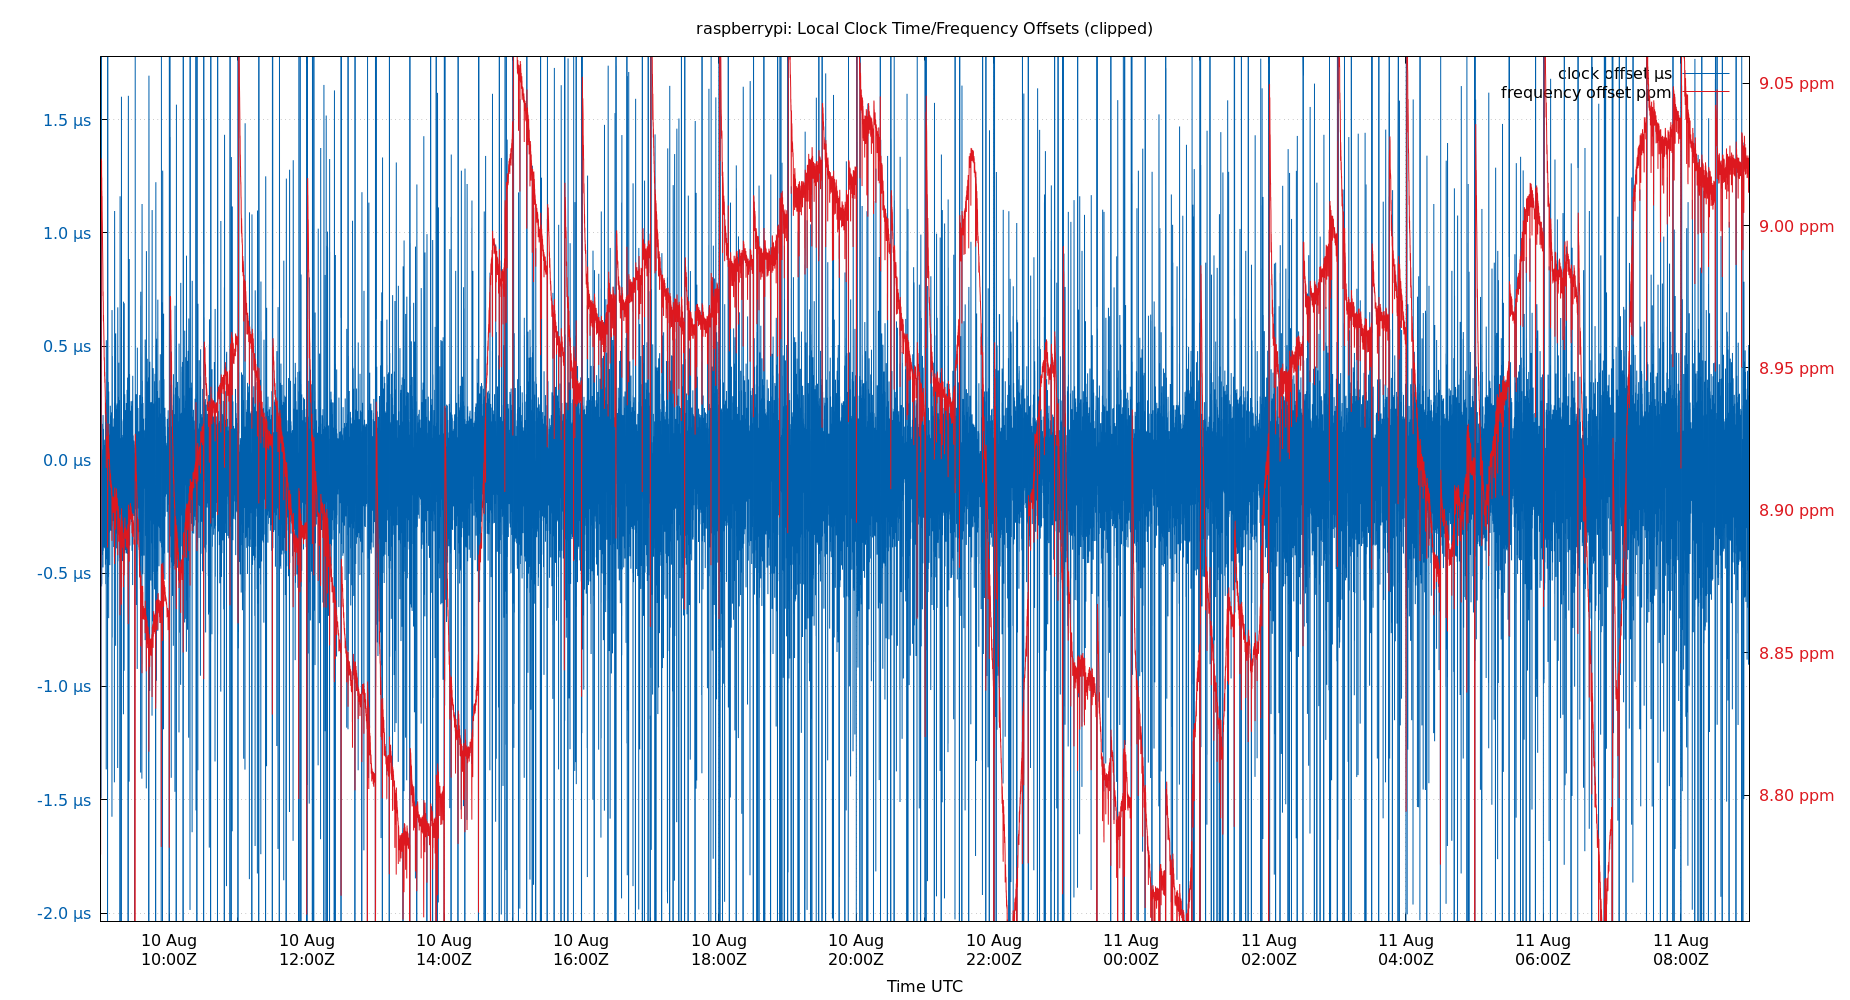 raspberrypi: Local Clock Time/Frequency Offsets (clipped)
clock offset µs
frequency offset ppm
1.5 µs
1.0 µs
0.5 µs
0.0 µs
-0.5 µs
-1.0 µs
-1.5 µs
-2.0 µs
9.05 ppm
9.00 ppm
8.95 ppm
8.90 ppm
8.85 ppm
8.80 ppm
10 Aug 10 Aug 10 Aug 10 Aug 10 Aug 10 Aug 10 Aug 11 Aug 11 Aug 11 Aug 11 Aug 11 Aug
10:00Z 12:00Z 14:00Z 16:00Z 18:00Z 20:00Z 22:00Z 00:00Z 02:00Z 04:00Z 06:00Z 08:00Z
Time UTC